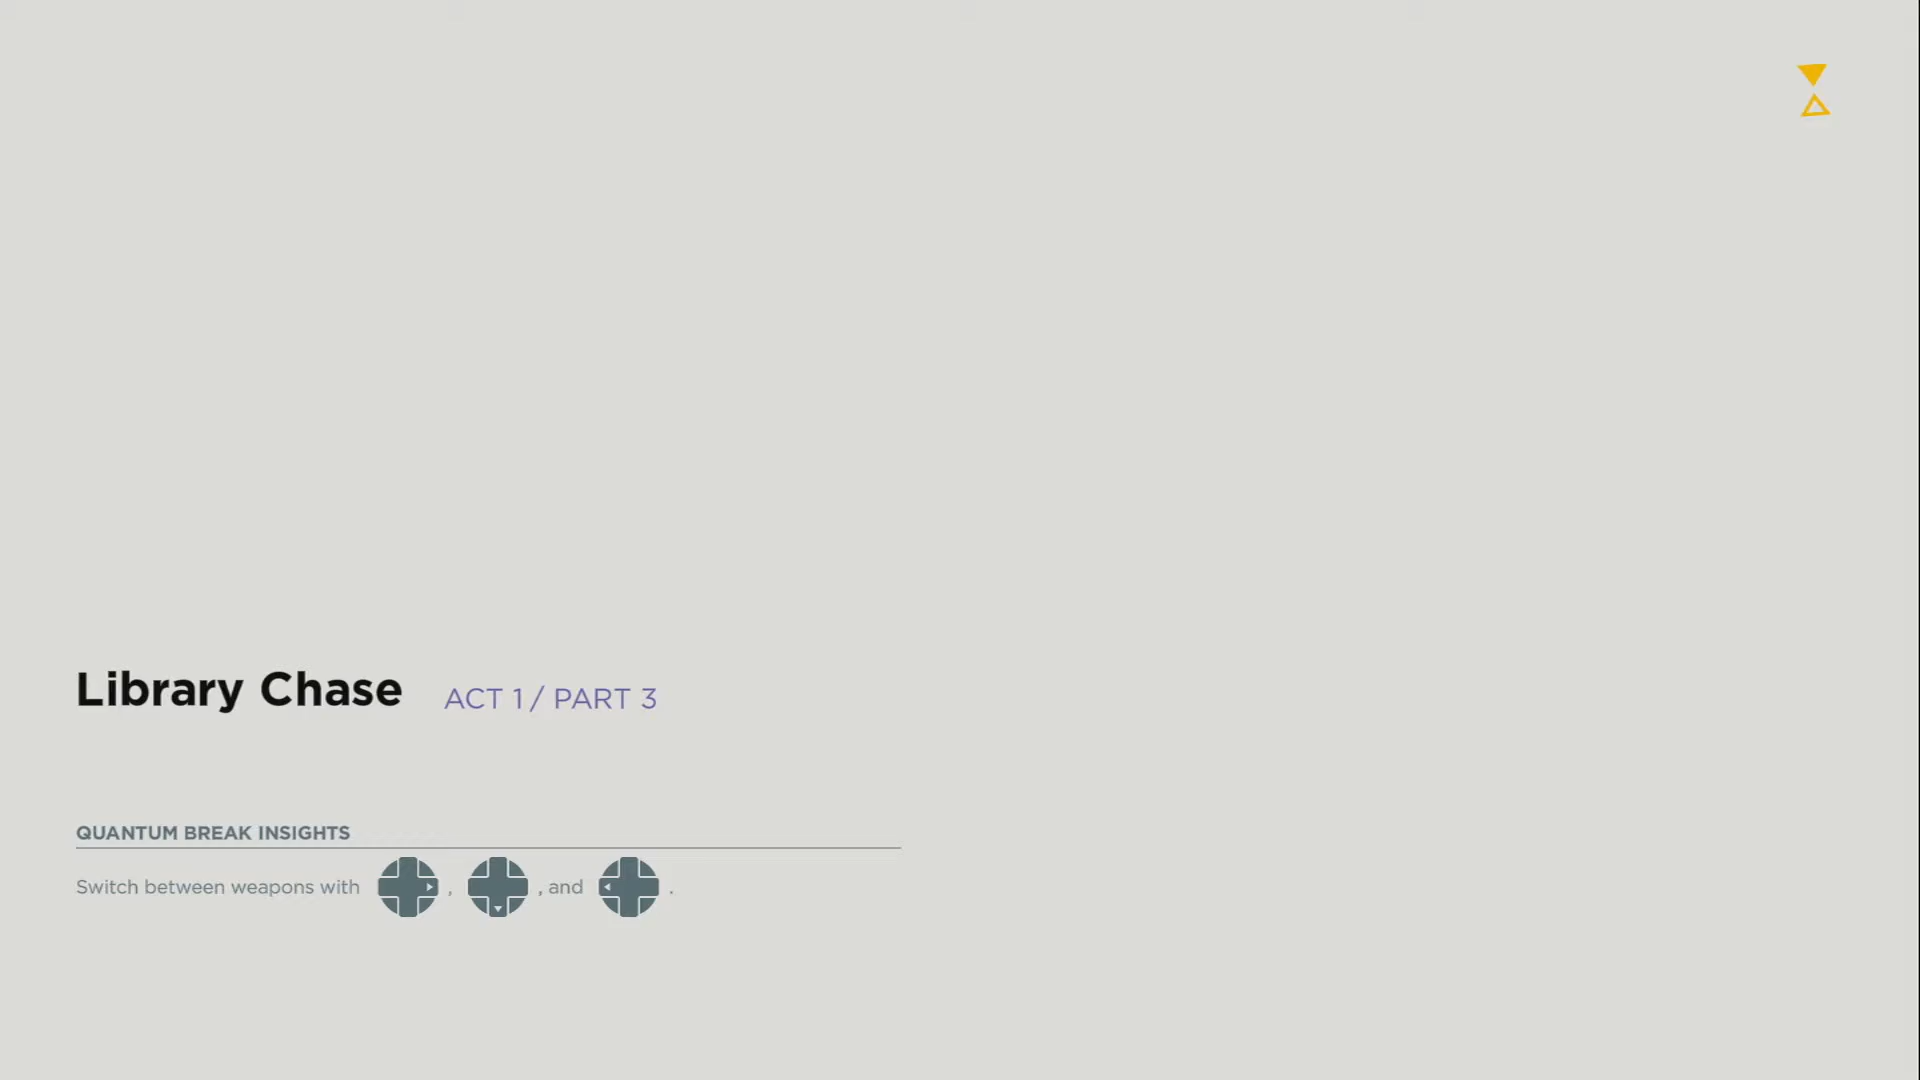 Library Chase ACT 1 / PART 3
QUANTUM BREAK INSIGHTS
Switch between weapons with , , and .